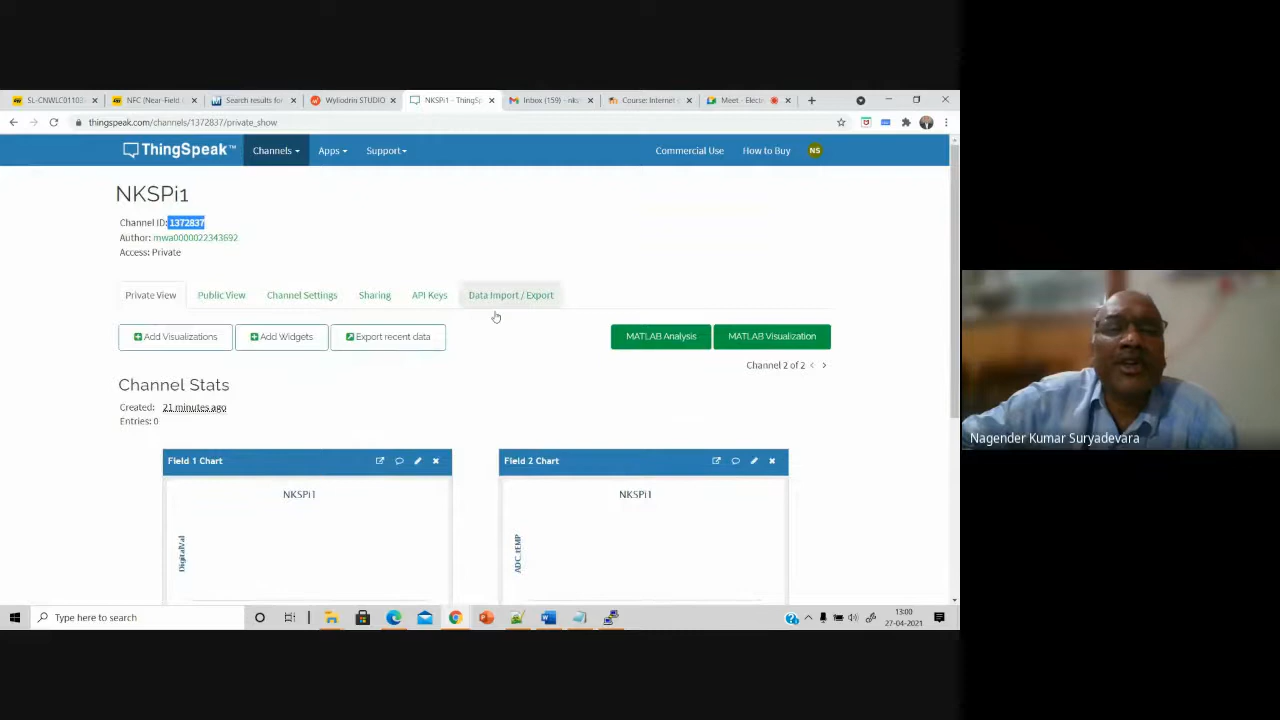 SL-CNWLC01103
NFC (Near-Field
Search results for
Wyliodrin STUDIO
NKSPi1 - ThingSp
Inbox (159) - nks
Course: Internet
Meet - Elect
thingspeak.com/channels/1372837/private_show
ThingSpeak™
Channels
Apps
Support
Commercial Use
How to Buy
NS
NKSPi1
Channel ID: 1372837
Author: mwa0000022343692
Access: Private
Private View
Public View
Channel Settings
Sharing
API Keys
Data Import / Export
Add Visualizations
Add Widgets
Export recent data
MATLAB Analysis
MATLAB Visualization
Channel 2 of 2
Channel Stats
Created: 21 minutes ago
Entries: 0
Field 1 Chart
Field 2 Chart
NKSPi1
NKSPi1
DigitalVal
ADC_tEMP
Nagender Kumar Suryadevara
Type here to search
13:00
27-04-2021